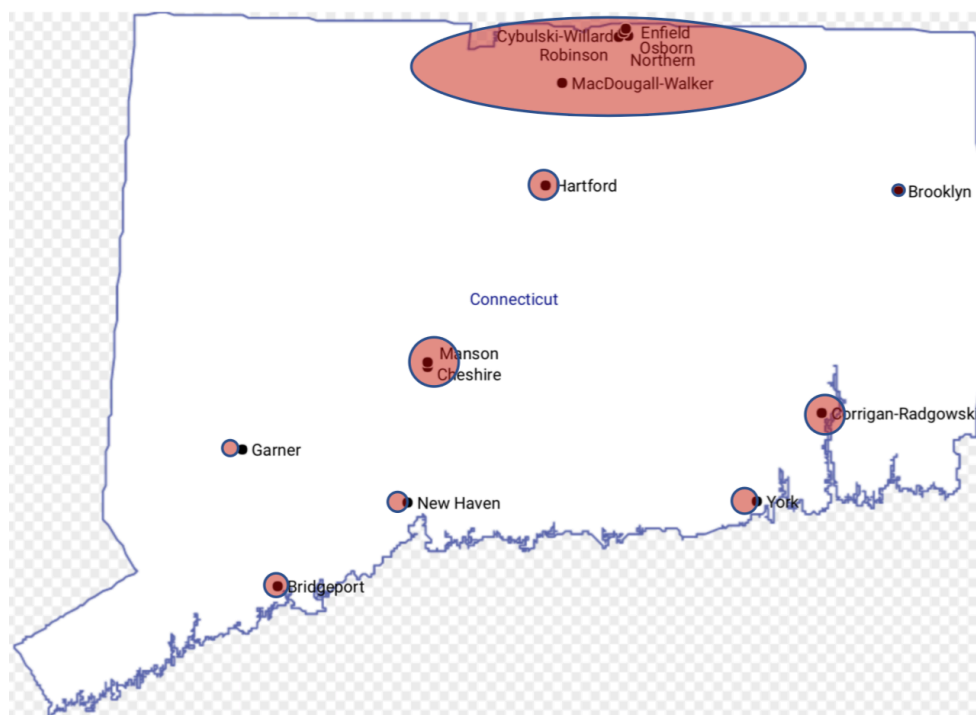 Cybulski-Willard
Enfield
Osborn
Robinson
Northern
MacDougall-Walker
Hartford
Brooklyn
Connecticut
Manson
Cheshire
Corrigan-Radgowsk
Garner
New Haven
York
Bridgeport